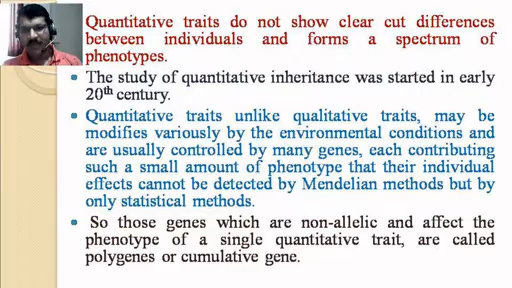 Quantitative traits do not show clear cut differences
between individuals and forms a spectrum of
phenotypes.
The study of quantitative inheritance was started in early
20th century.
Quantitative traits unlike qualitative traits, may be
modifies variously by the environmental conditions and
are usually controlled by many genes, each contributing
such a small amount of phenotype that their individual
effects cannot be detected by Mendelian methods but by
only statistical methods.
So those genes which are non-allelic and affect the
phenotype of a single quantitative trait, are called
polygenes or cumulative gene.